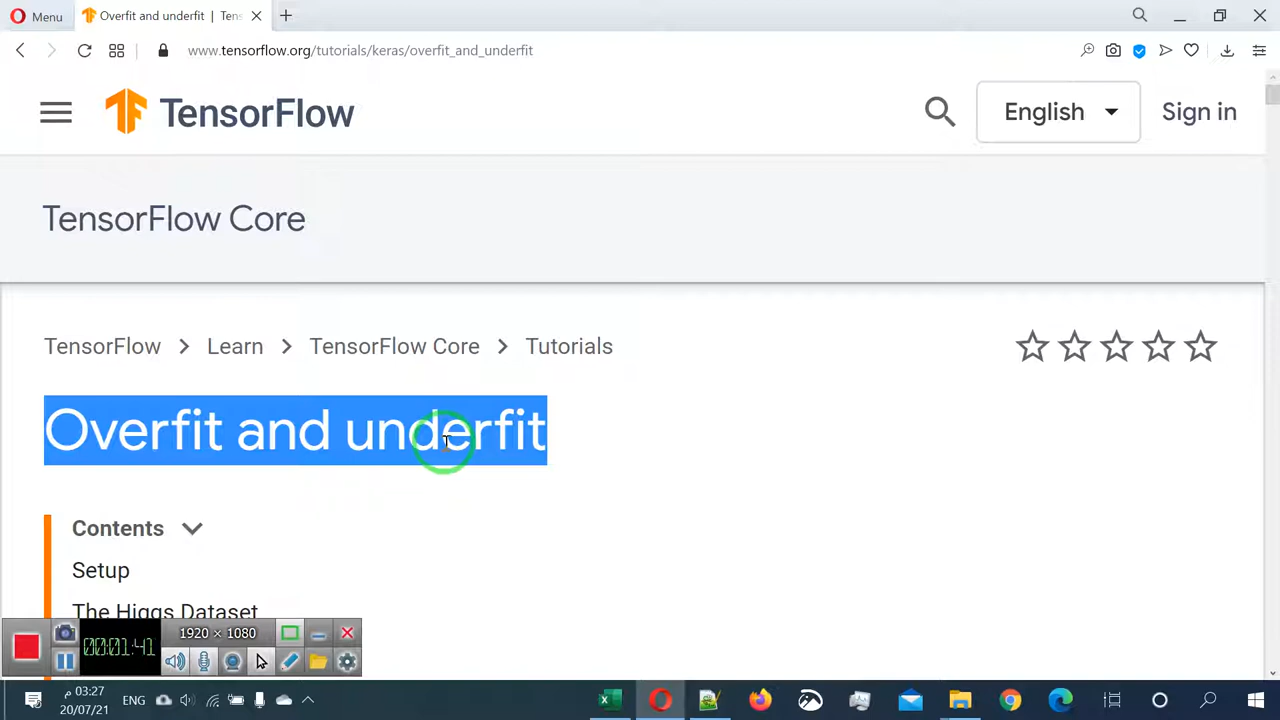 Menu
Overfit and underfit | Tens
www.tensorflow.org/tutorials/keras/overfit_and_underfit
TensorFlow
English
Sign in
TensorFlow Core
TensorFlow
Learn
TensorFlow Core
Tutorials
Overfit and underfit
Contents
Setup
The Higgs Dataset
00:01:41
1920 × 1080
03:27 م
20/07/21
ENG